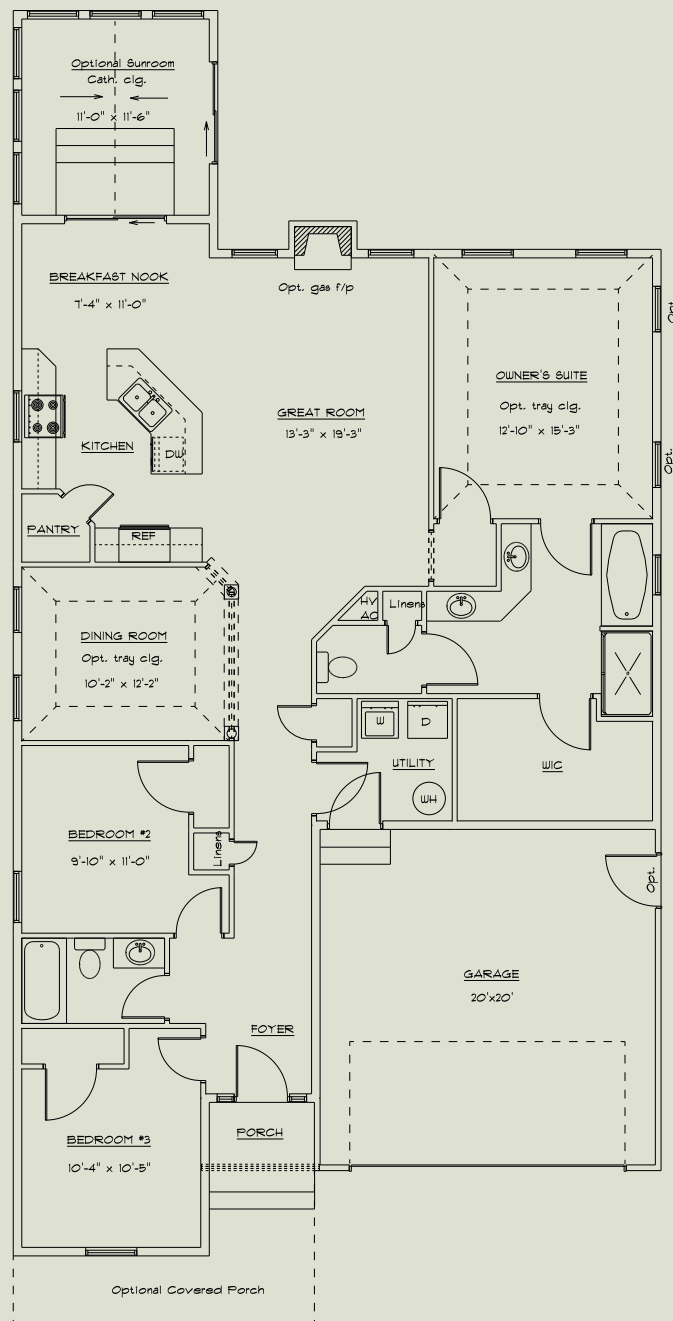 Optional Sunroom
Cath. clg.
11'-0" x 11'-6"
BREAKFAST NOOK
7'-4" x 11'-0"
Opt. gas f/p
Opt.
OWNER'S SUITE
Opt. tray clg.
12'-10" x 15'-3"
GREAT ROOM
13'-3" x 19'-3"
KITCHEN
DW
Opt.
PANTRY
REF
HV
AC
Linens
DINING ROOM
Opt. tray clg.
10'-2" x 12'-2"
W
D
UTILITY
WIC
WH
BEDROOM #2
9'-10" x 11'-0"
Linens
Opt.
GARAGE
20'x20'
FOYER
PORCH
BEDROOM #3
10'-4" x 10'-5"
Optional Covered Porch